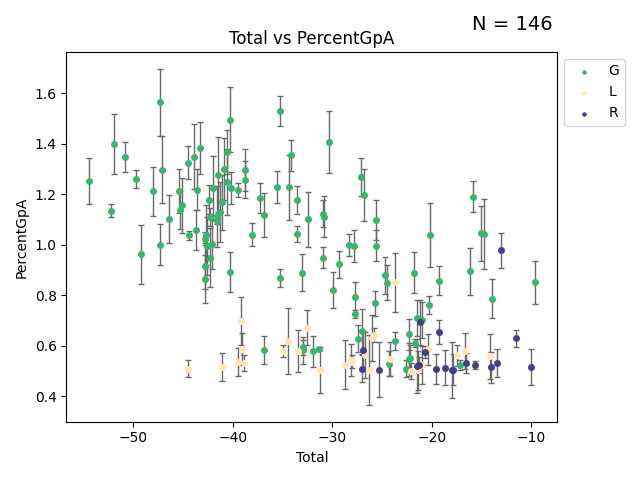 N = 146
Total vs PercentGpA
G
L
R
PercentGpA
1.6
1.4
1.2
1.0
0.8
0.6
0.4
−50
−40
−30
−20
−10
Total